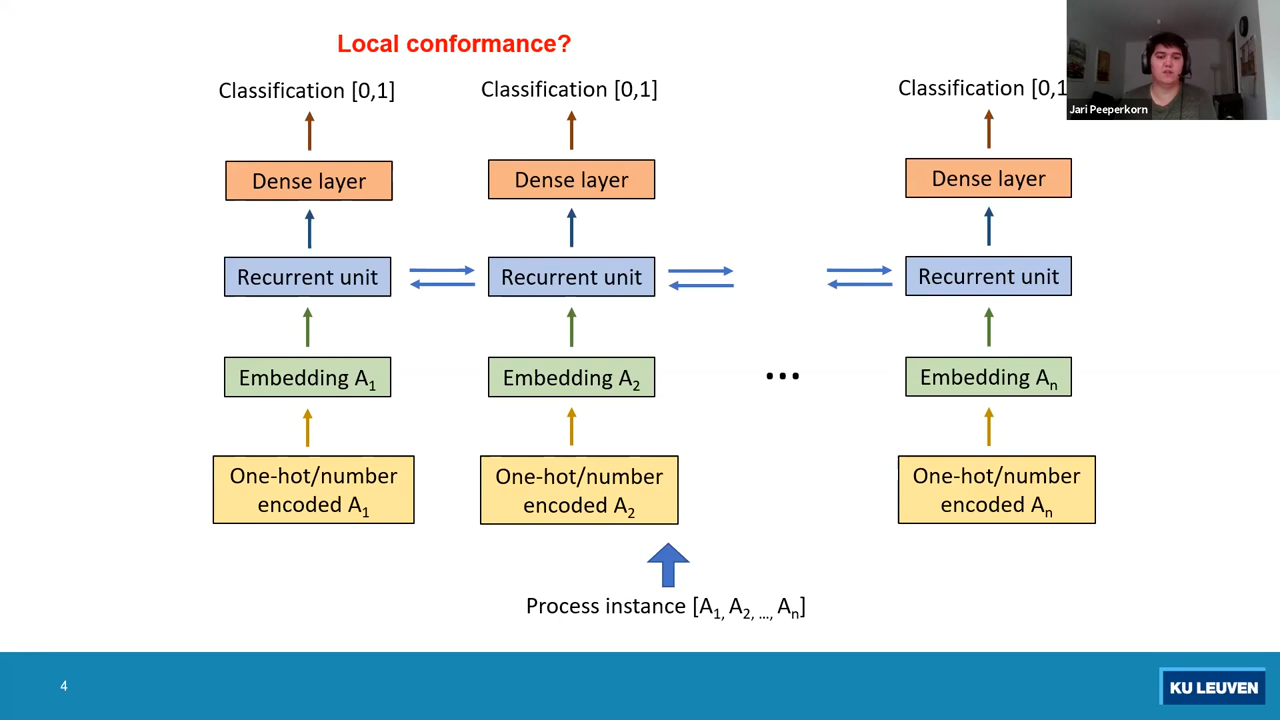 Local conformance?
Classification [0,1]
Classification [0,1]
Classification [0,1
Jari Peeperkorn
Dense layer
Dense layer
Dense layer
Recurrent unit
Recurrent unit
Recurrent unit
Embedding A1
Embedding A2
...
Embedding An
One-hot/number
encoded A1
One-hot/number
encoded A2
One-hot/number
encoded An
Process instance [A1, A2, ..., An]
4
KU LEUVEN